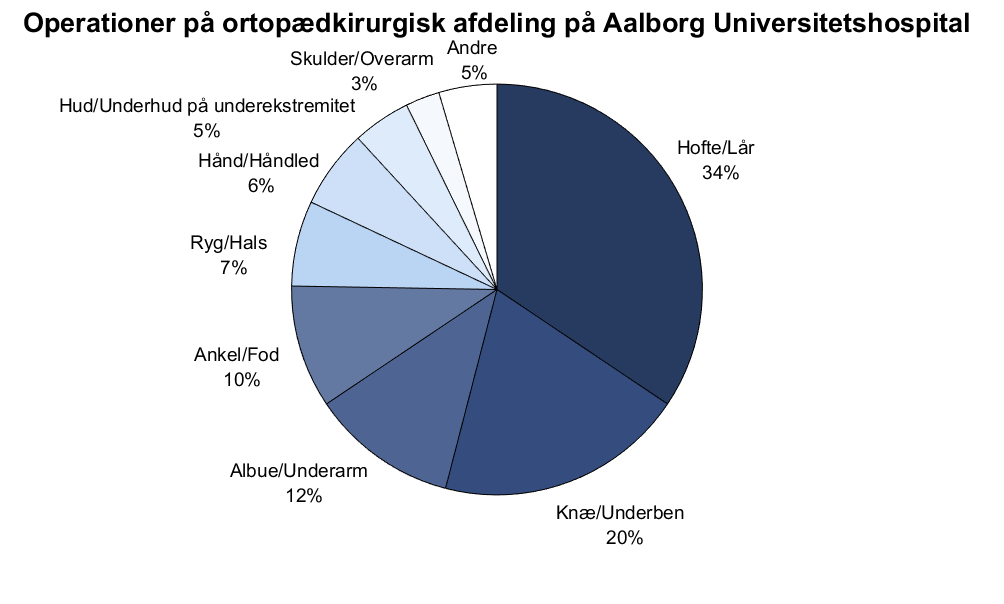 Operationer på ortopædkirurgisk afdeling på Aalborg Universitetshospital
Andre
5%
Skulder/Overarm
3%
Hud/Underhud på underekstremitet
5%
Hånd/Håndled
6%
Ryg/Hals
7%
Ankel/Fod
10%
Albue/Underarm
12%
Knæ/Underben
20%
Hofte/Lår
34%